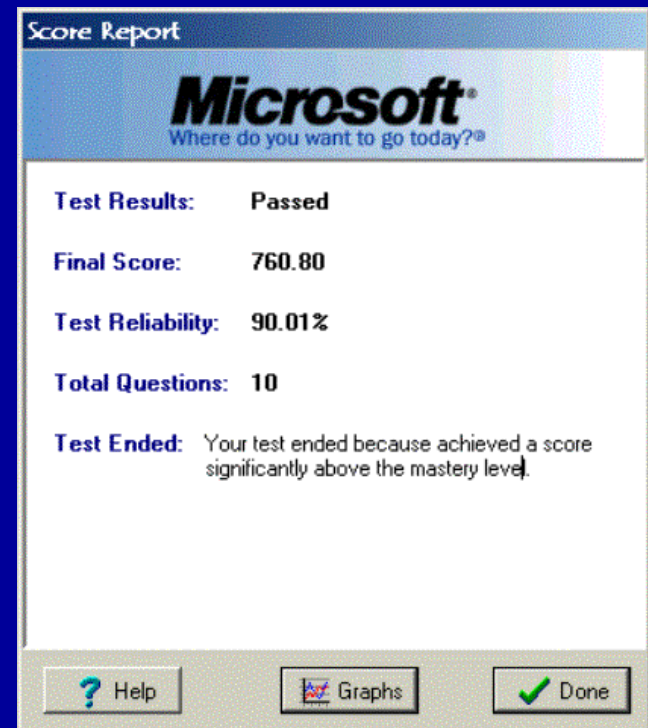 Score Report
Microsoft®
Where do you want to go today?®
Test Results: Passed
Final Score: 760.80
Test Reliability: 90.01%
Total Questions: 10
Test Ended: Your test ended because achieved a score
significantly above the mastery level.
? Help Graphs Done